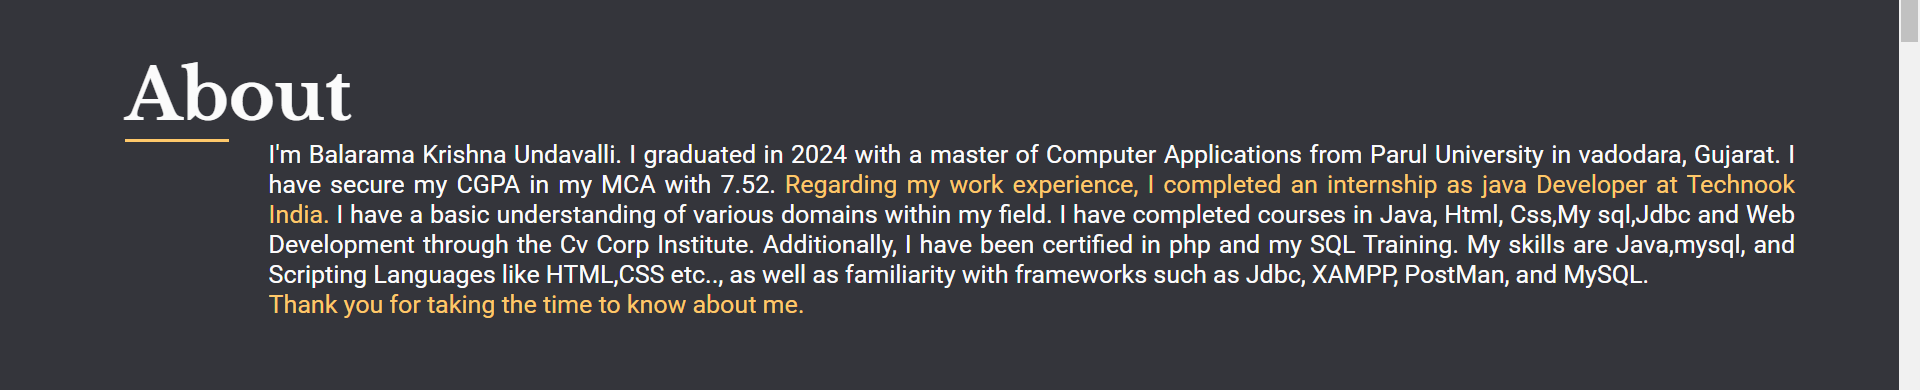 About
I'm Balarama Krishna Undavalli. I graduated in 2024 with a master of Computer Applications from Parul University in vadodara, Gujarat. I
have secure my CGPA in my MCA with 7.52. Regarding my work experience, I completed an internship as java Developer at Technook
India. I have a basic understanding of various domains within my field. I have completed courses in Java, Html, Css,My sql,Jdbc and Web
Development through the Cv Corp Institute. Additionally, I have been certified in php and my SQL Training. My skills are Java,mysql, and
Scripting Languages like HTML,CSS etc.., as well as familiarity with frameworks such as Jdbc, XAMPP, PostMan, and MySQL.
Thank you for taking the time to know about me.